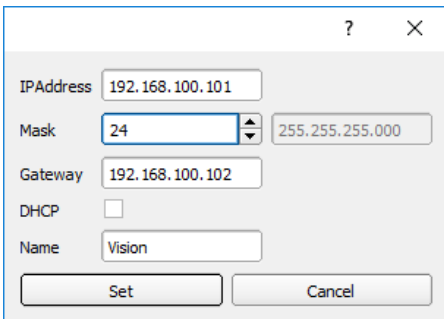 ?
IPAddress 192.168.100.101
Mask 24 255.255.255.000
Gateway 192.168.100.102
DHCP
Name Vision
Set Cancel